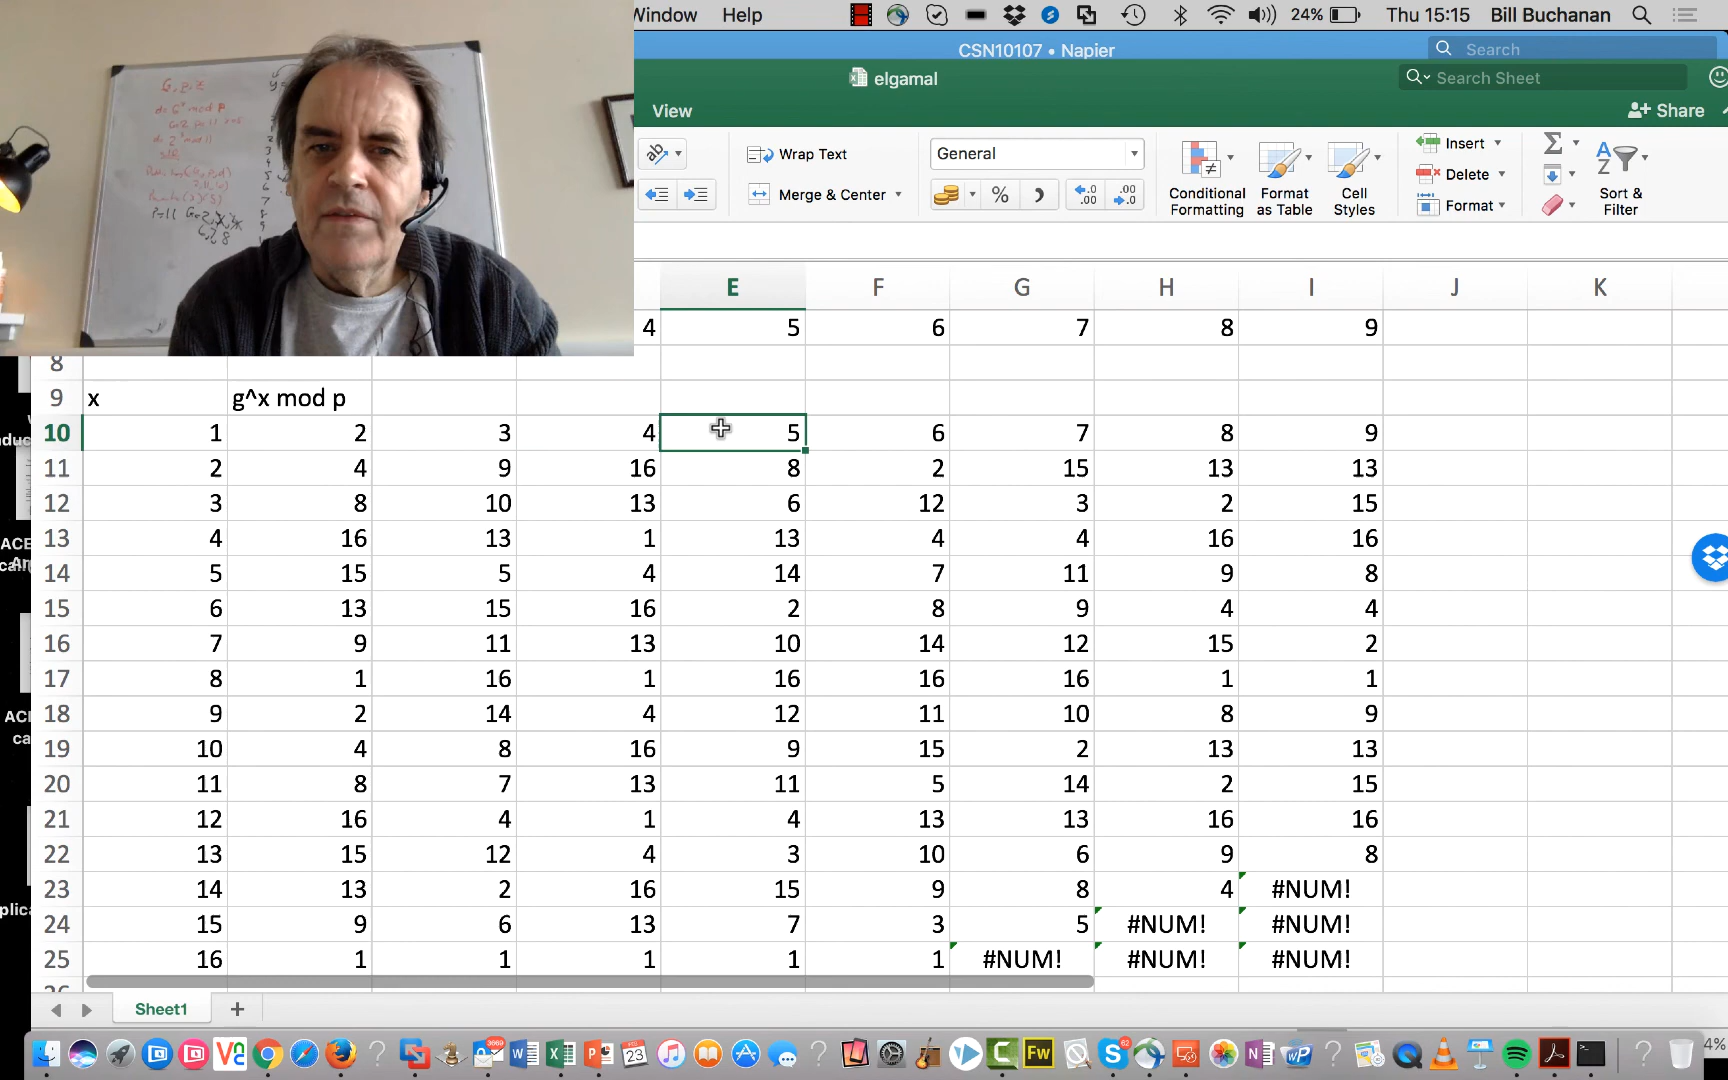 Window Help 24% Thu 15:15 Bill Buchanan
CSN10107 • Napier Search
elgamal Search Sheet
View Share
Wrap Text General Insert
Merge & Center % Conditional Formatting Format as Table Cell Styles Delete
Format Sort & Filter
G, P, Z
E F G H I J K
4 5 6 7 8 9
8
9 x g^x mod p
10 1 2 3 4 5 6 7 8 9
11 2 4 9 16 8 2 15 13 13
12 3 8 10 13 6 12 3 2 15
13 4 16 13 1 13 4 4 16 16
14 5 15 5 4 14 7 11 9 8
15 6 13 15 16 2 8 9 4 4
16 7 9 11 13 10 14 12 15 2
17 8 1 16 1 16 16 16 1 1
18 9 2 14 4 12 11 10 8 9
19 10 4 8 16 9 15 2 13 13
20 11 8 7 13 11 5 14 2 15
21 12 16 4 1 4 13 13 16 16
22 13 15 12 4 3 10 6 9 8
23 14 13 2 16 15 9 8 4 #NUM!
24 15 9 6 13 7 3 5 #NUM! #NUM!
25 16 1 1 1 1 1 #NUM! #NUM! #NUM!
Sheet1 +